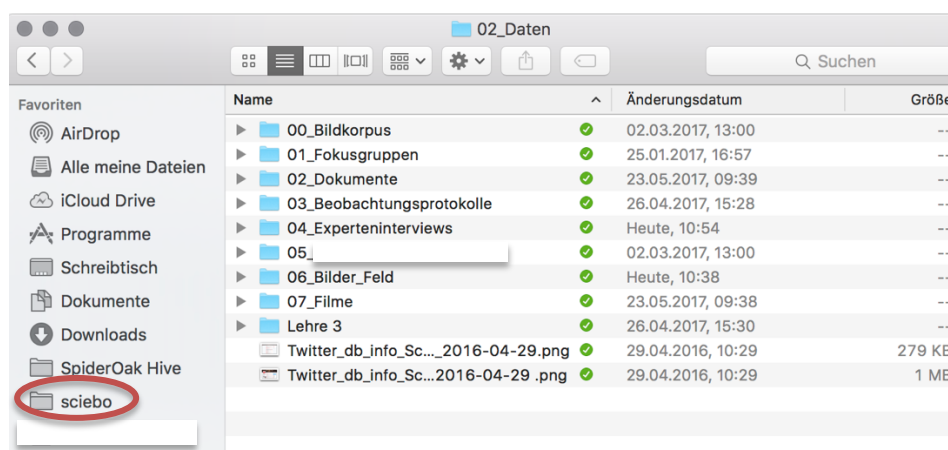 02_Daten
Suchen
Favoriten
AirDrop
Alle meine Dateien
iCloud Drive
Programme
Schreibtisch
Dokumente
Downloads
SpiderOak Hive
sciebo
Name Änderungsdatum Größe
00_Bildkorpus 02.03.2017, 13:00 --
01_Fokusgruppen 25.01.2017, 16:57 --
02_Dokumente 23.05.2017, 09:39 --
03_Beobachtungsprotokolle 26.04.2017, 15:28 --
04_Experteninterviews Heute, 10:54 --
05_ 02.03.2017, 13:00 --
06_Bilder_Feld Heute, 10:38 --
07_Filme 23.05.2017, 09:38 --
Lehre 3 26.04.2017, 15:30 --
Twitter_db_info_Sc..._2016-04-29.png 29.04.2016, 10:29 279 KB
Twitter_db_info_Sc...2016-04-29 .png 29.04.2016, 10:29 1 MB